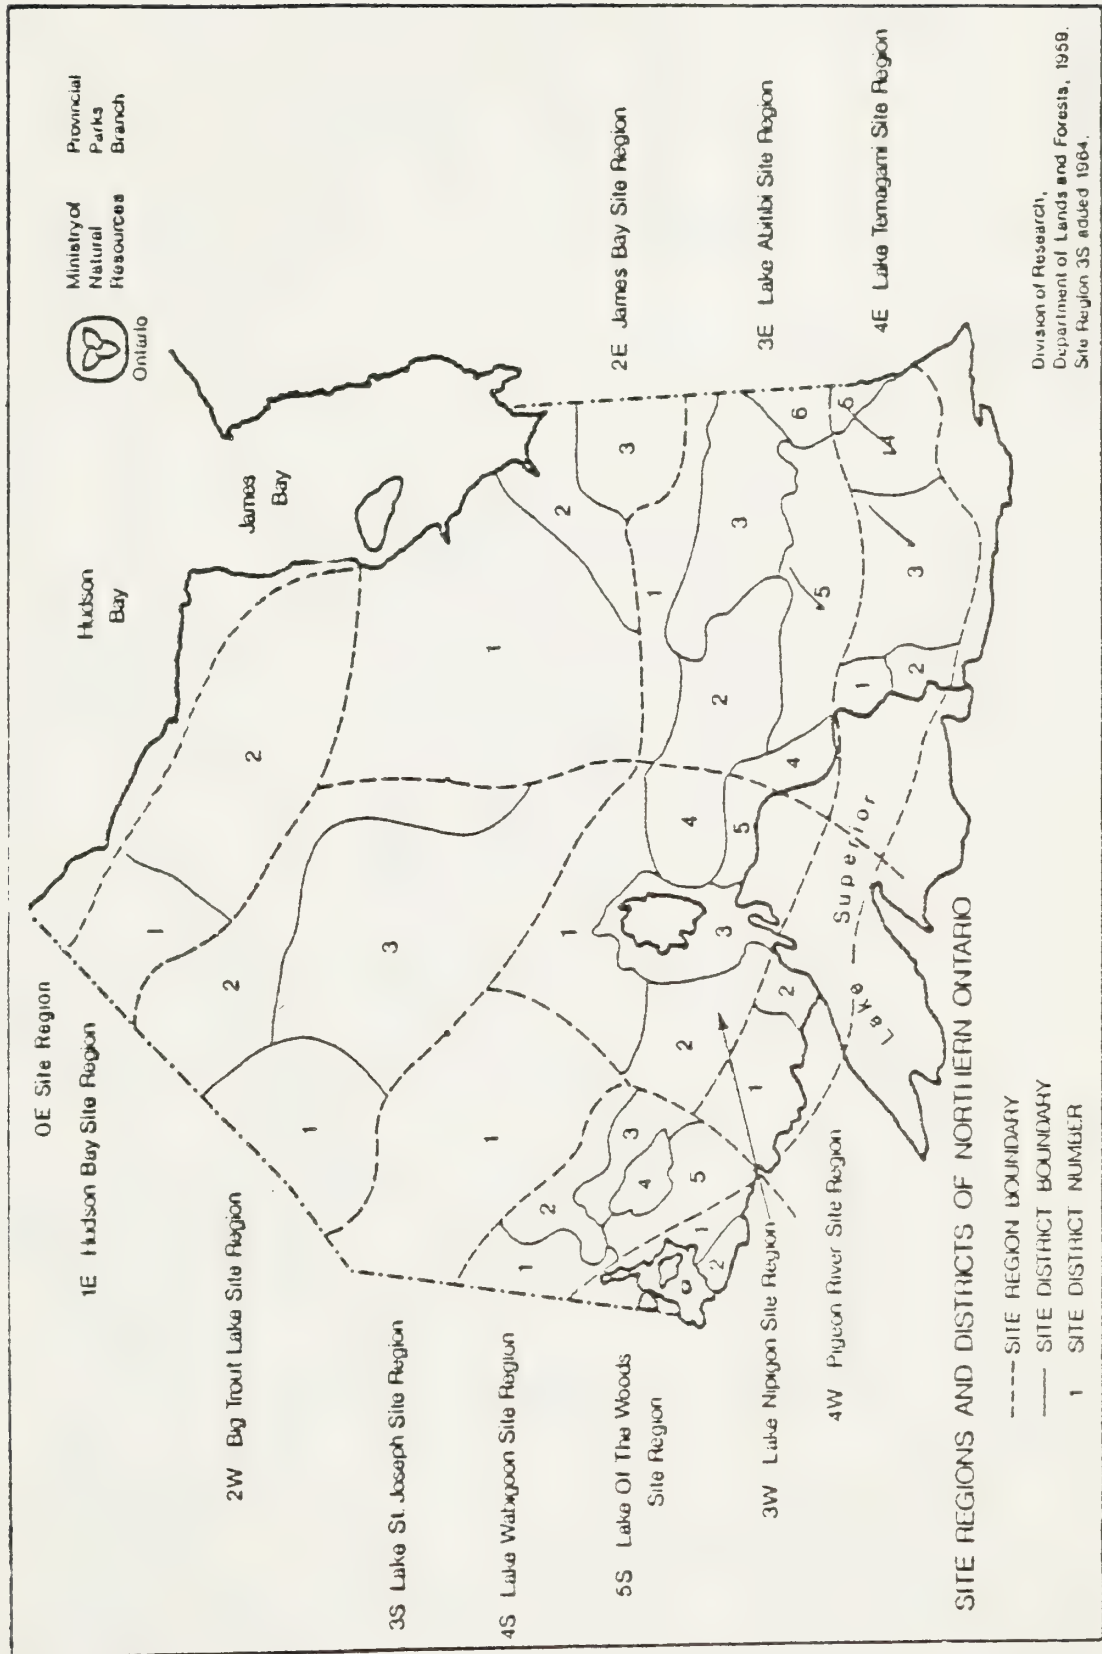 Ontario
Ministry of
Natural
Resources
Provincial
Parks
Branch
Hudson
Bay
James
Bay
OE Site Region
1E Hudson Bay Site Region
2W Big Trout Lake Site Region
3S Lake St. Joseph Site Region
4S Lake Wabigoon Site Region
5S Lake Of The Woods
Site Region
3W Lake Nipigon Site Region
4W Pigeon River Site Region
2E James Bay Site Region
3E Lake Abitibi Site Region
4E Lake Temagami Site Region
1
2
2
3
1
1
2
3
1
1
1
2
3
4
5
1
2
1
2
3
4
5
1
2
1
2
3
4
5
6
1
2
3
4
5
Lake Superior
SITE REGIONS AND DISTRICTS OF NORTHERN ONTARIO
SITE REGION BOUNDARY
SITE DISTRICT BOUNDARY
1 SITE DISTRICT NUMBER
Division of Research,
Department of Lands and Forests, 1959.
Site Region 3S added 1964.